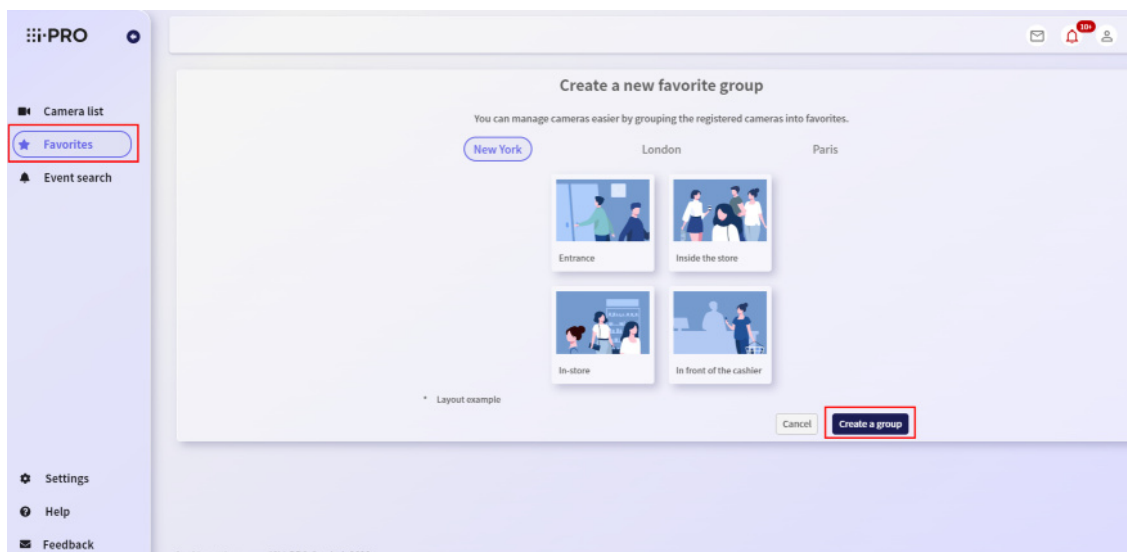 i-PRO
10+
Camera list
Favorites
Event search
Create a new favorite group
You can manage cameras easier by grouping the registered cameras into favorites.
New York London Paris
Entrance Inside the store
In-store In front of the cashier
* Layout example
Cancel Create a group
Settings
Help
Feedback